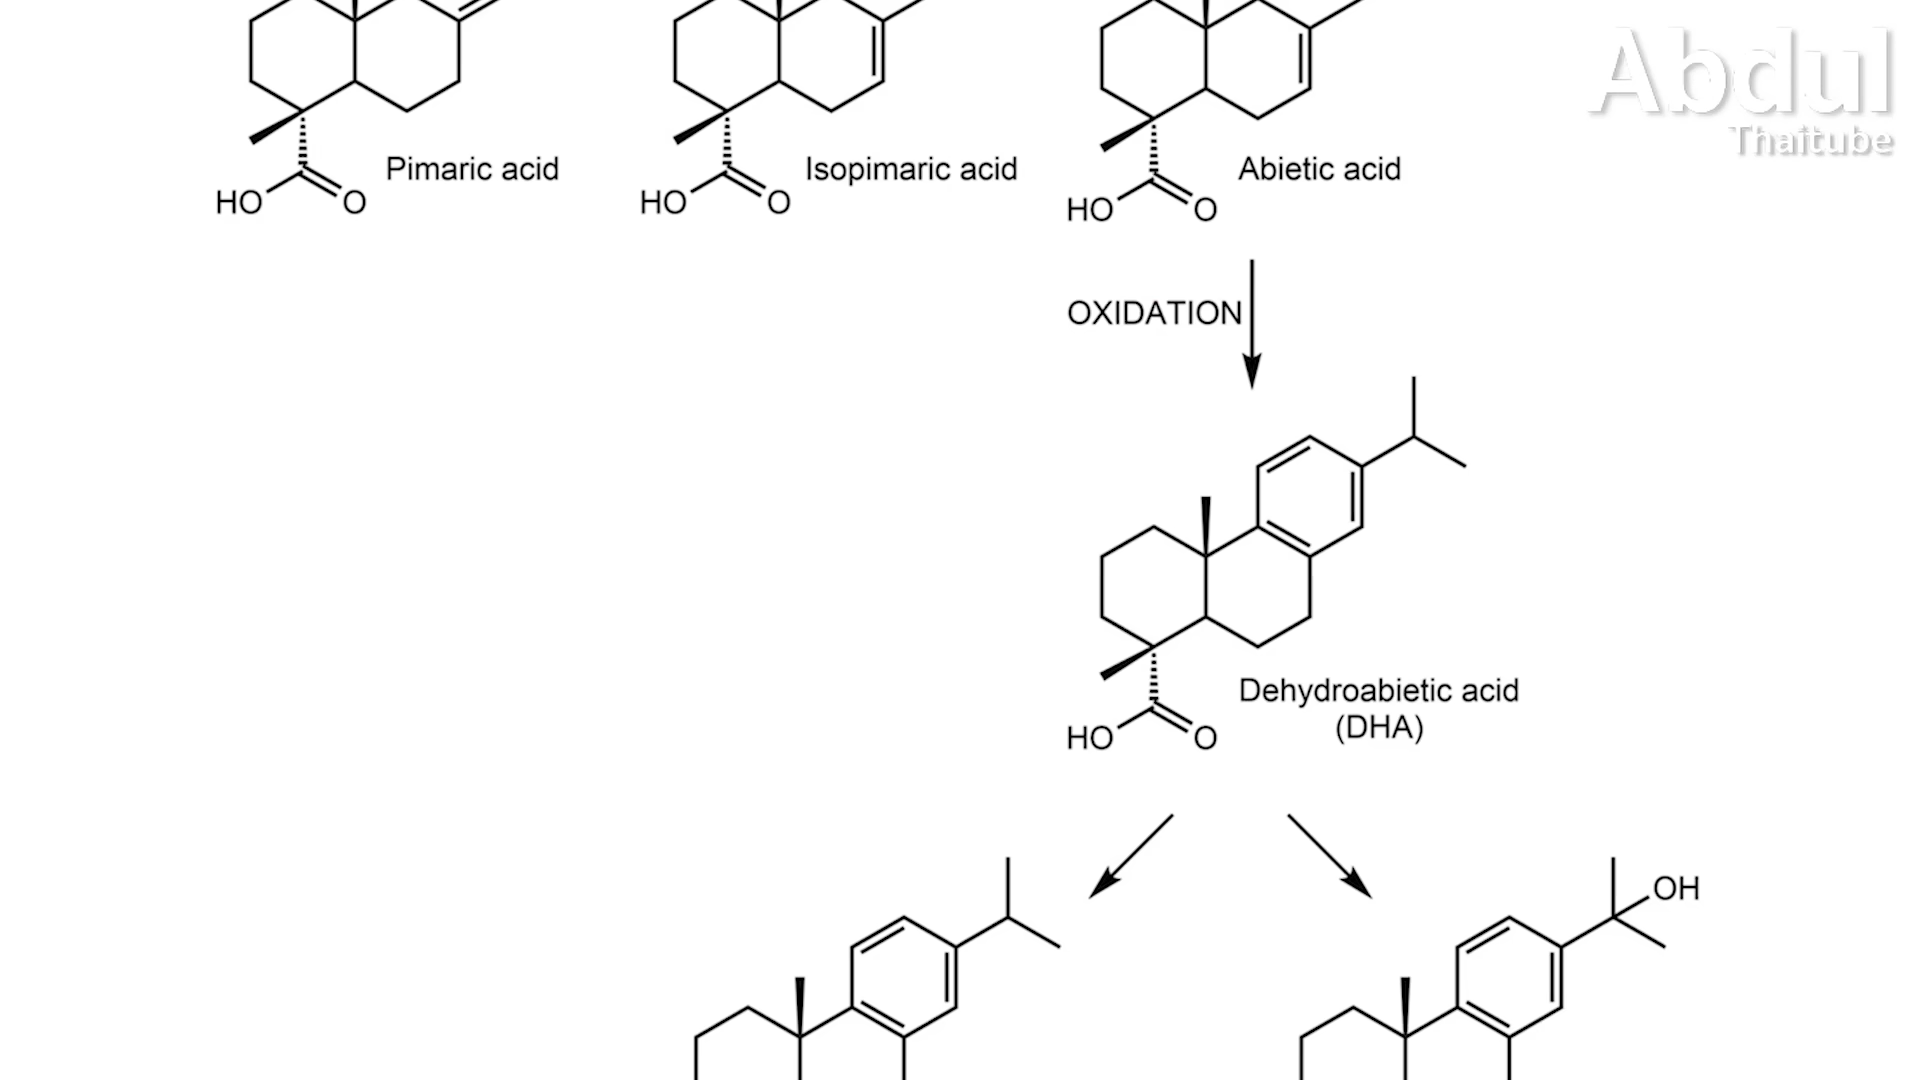 Abdul
Thaitube
Pimaric acid
Isopimaric acid
Abietic acid
HO O
HO O
HO O
OXIDATION
Dehydroabietic acid
(DHA)
HO O
OH